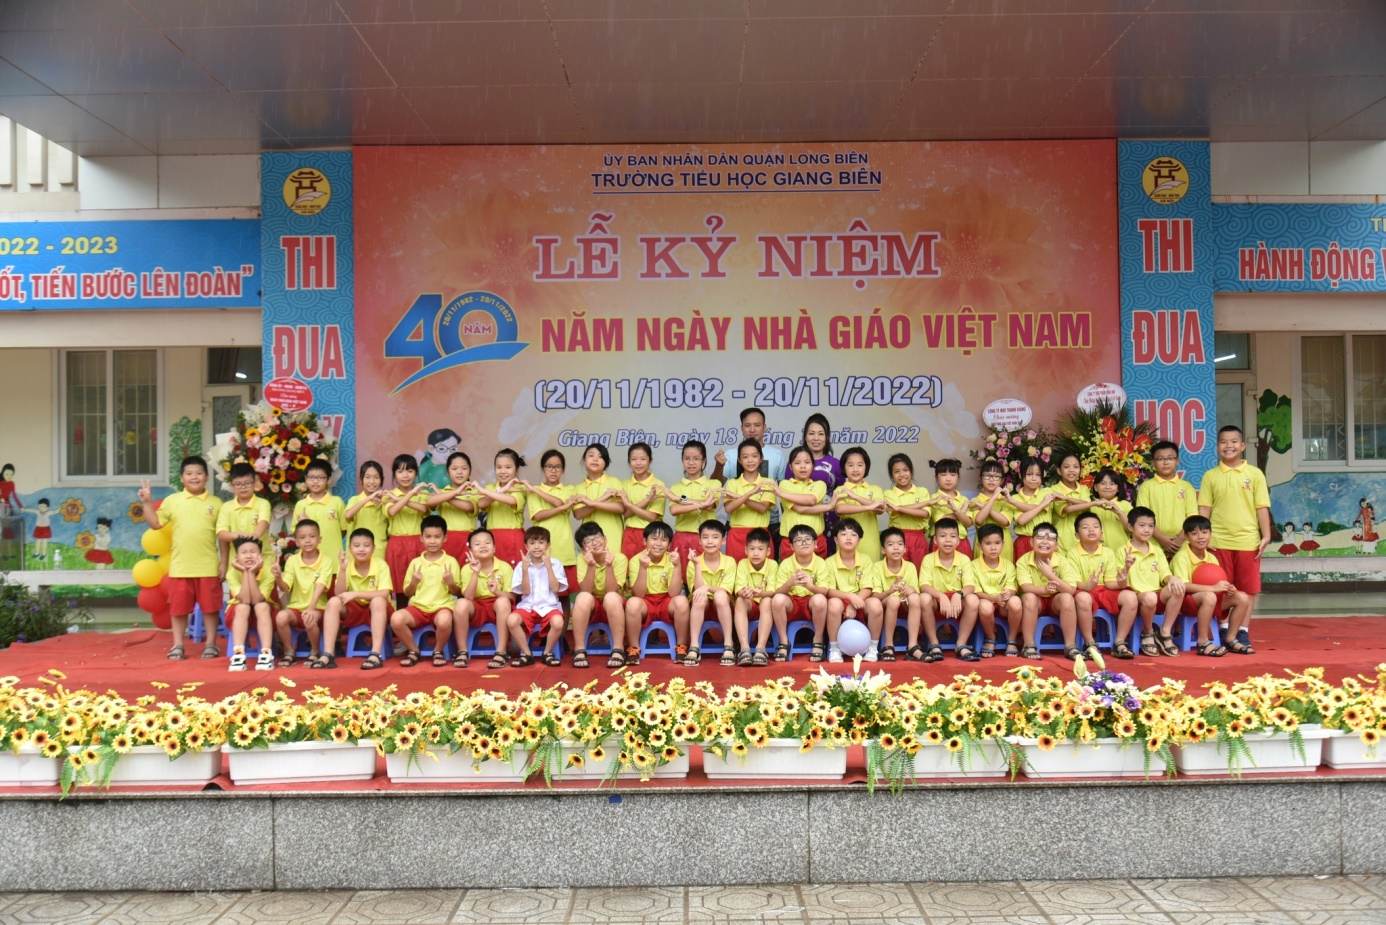 ỦY BAN NHÂN DÂN QUẬN LONG BIÊN
TRƯỜNG TIỂU HỌC GIANG BIÊN
LỄ KỶ NIỆM
40 NĂM
20/11/1982 - 20/11/2022
NĂM NGÀY NHÀ GIÁO VIỆT NAM
(20/11/1982 - 20/11/2022)
Giang Biên, ngày 18 năm 2022
022 - 2023
ỐT, TIẾN BƯỚC LÊN ĐOÀN"
THI
ĐUA
THI
ĐUA
HỌC
HÀNH ĐỘNG